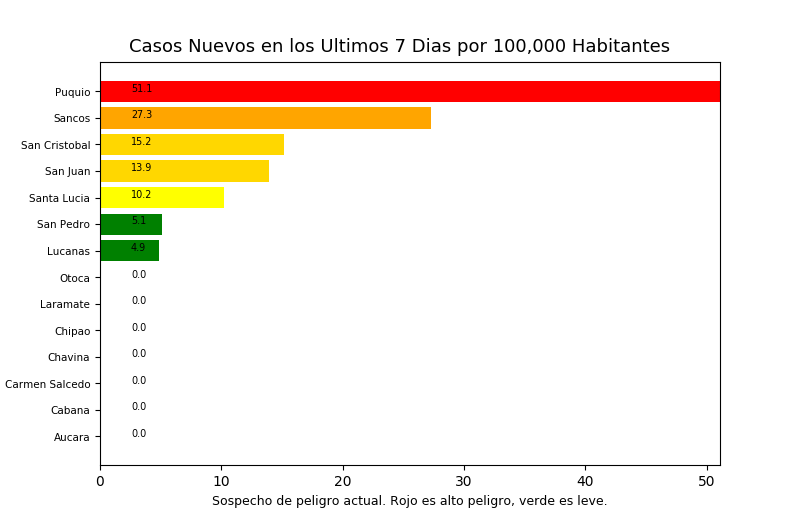 Casos Nuevos en los Ultimos 7 Dias por 100,000 Habitantes
Puquio 51.1
Sancos 27.3
San Cristobal 15.2
San Juan 13.9
Santa Lucia 10.2
San Pedro 5.1
Lucanas 4.9
Otoca 0.0
Laramate 0.0
Chipao 0.0
Chavina 0.0
Carmen Salcedo 0.0
Cabana 0.0
Aucara 0.0
0 10 20 30 40 50
Sospecho de peligro actual. Rojo es alto peligro, verde es leve.